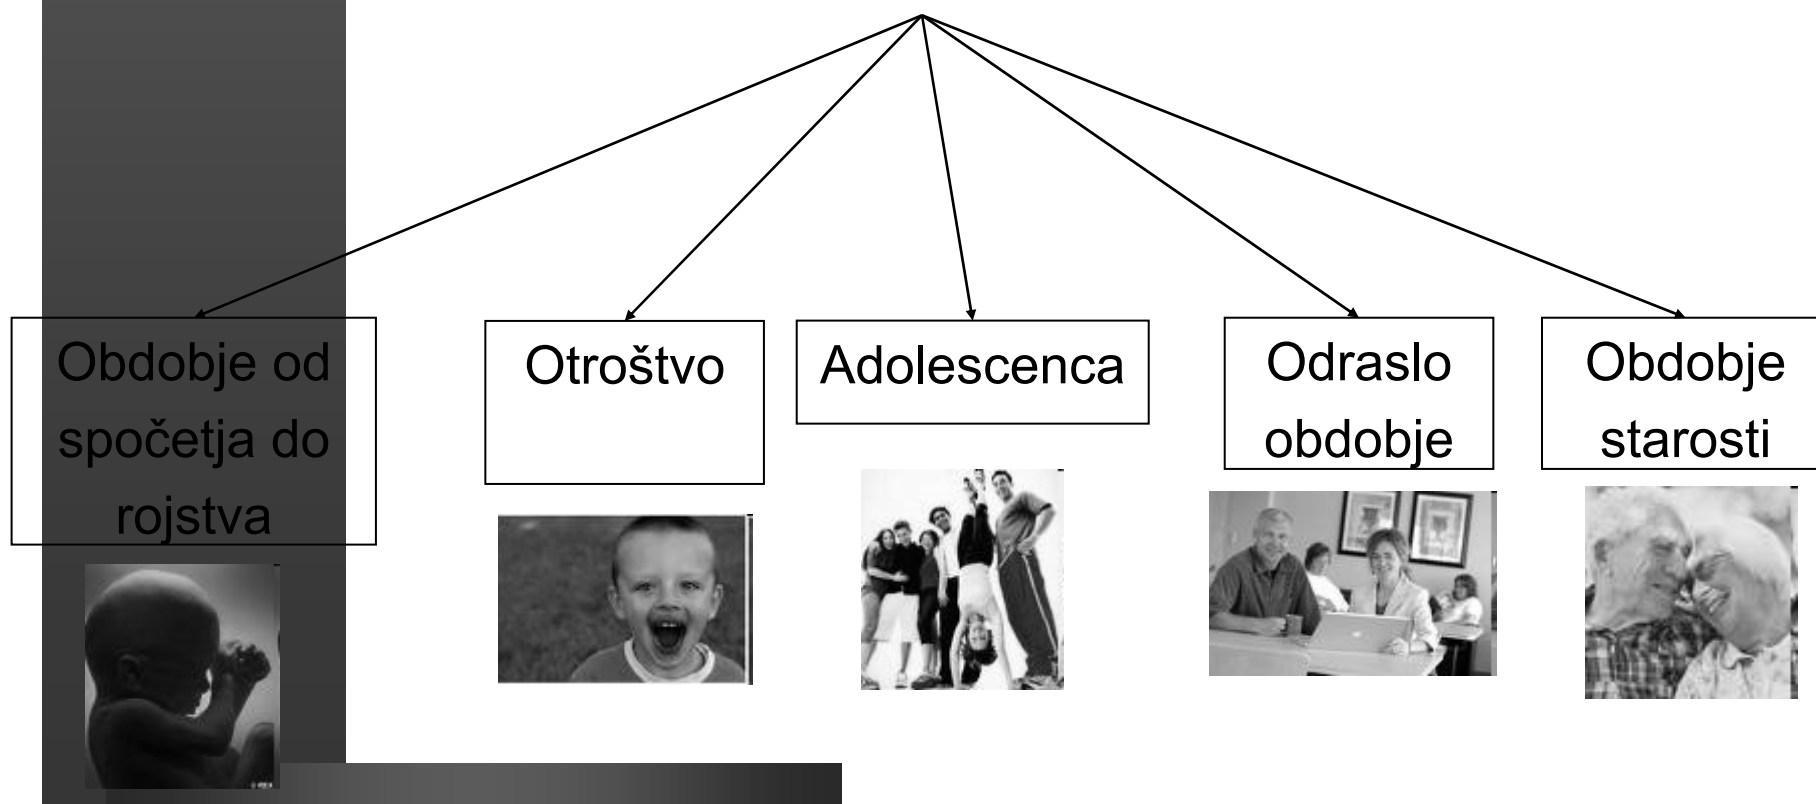 Obdobje od
spočetja do
rojstva
Otroštvo
Adolescenca
Odraslo
obdobje
Obdobje
starosti